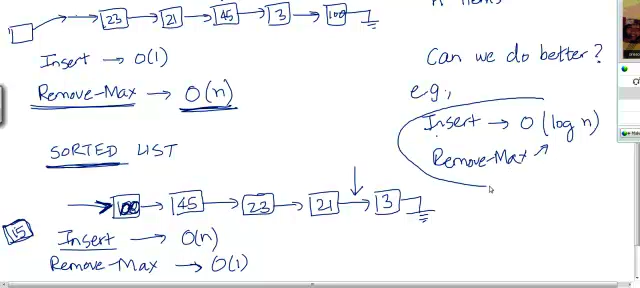 23 21 45 3 100
Insert → O(1)
Remove-Max → O(n)
SORTED LIST
100 45 23 21 3
15
Insert → O(n)
Remove-Max → O(1)
n items
Can we do better?
e.g.,
Insert → O(log n)
Remove-Max ↗